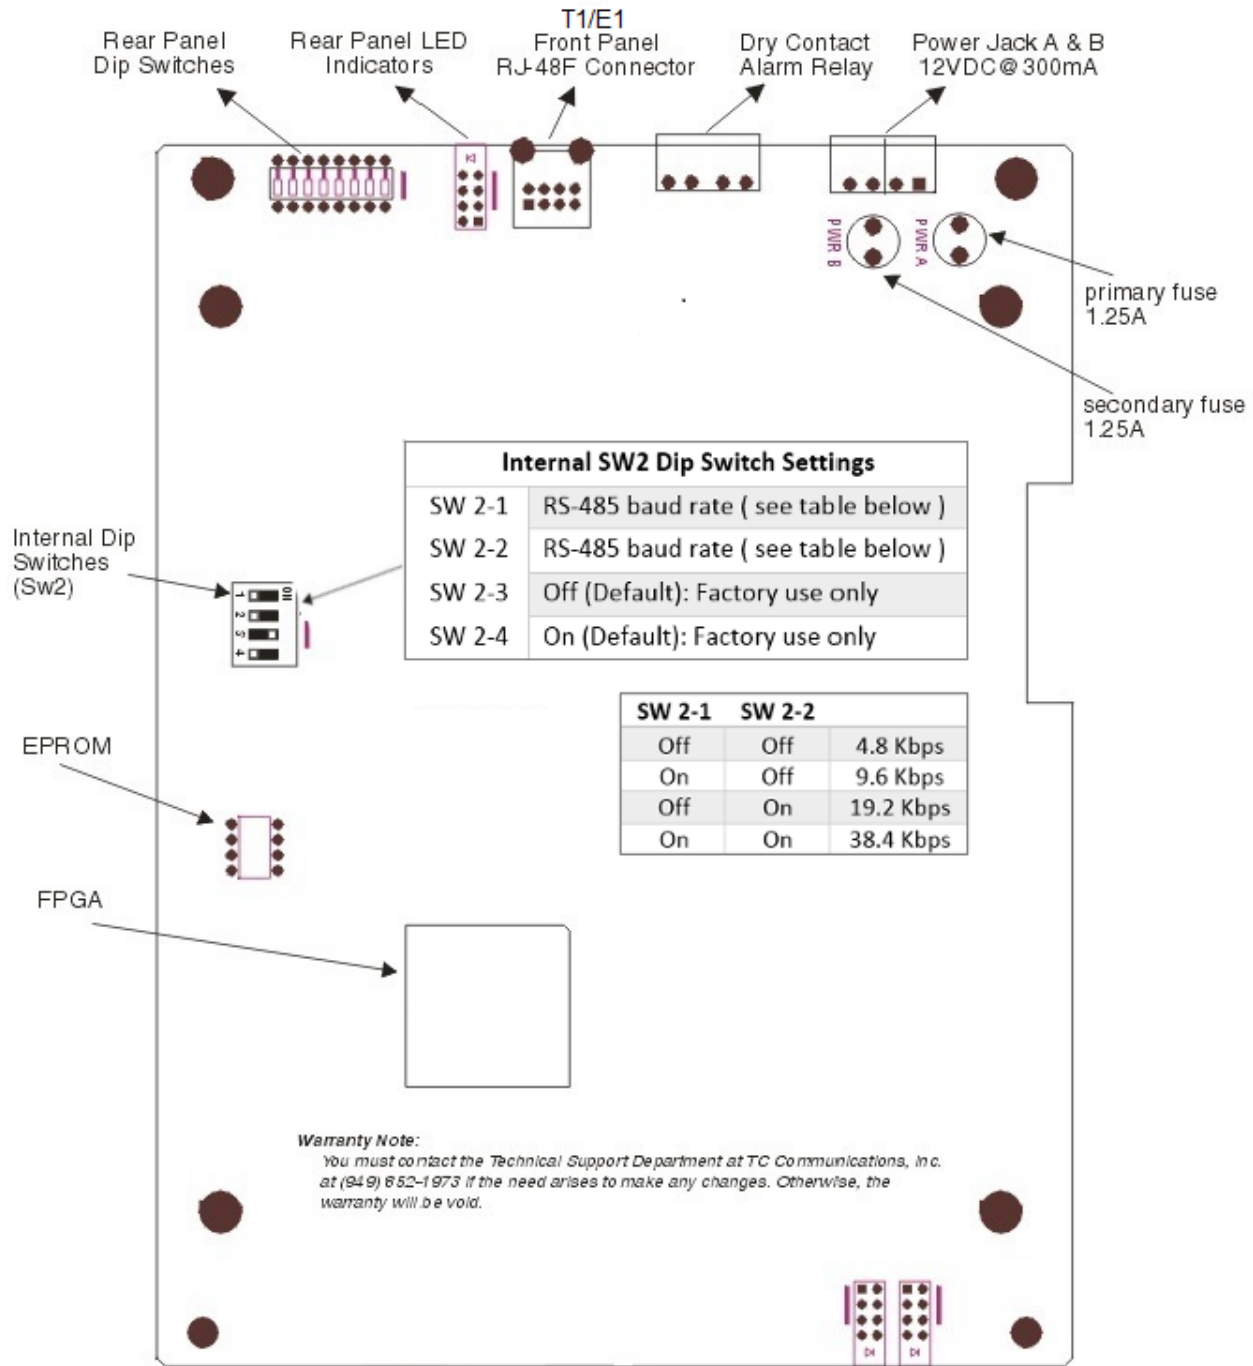 T1/E1
Rear Panel
Dip Switches
Rear Panel LED
Indicators
Front Panel
RJ-48F Connector
Dry Contact
Alarm Relay
Power Jack A & B
12VDC@300mA
PWR B
PWR A
primary fuse
1.25A
secondary fuse
1.25A
Internal SW2 Dip Switch Settings
SW 2-1 RS-485 baud rate ( see table below )
SW 2-2 RS-485 baud rate ( see table below )
SW 2-3 Off (Default): Factory use only
SW 2-4 On (Default): Factory use only
Internal Dip
Switches
(Sw2)
1 ON
2
3
4
SW 2-1 SW 2-2
Off Off 4.8 Kbps
On Off 9.6 Kbps
Off On 19.2 Kbps
On On 38.4 Kbps
EPROM
FPGA
Warranty Note:
You must contact the Technical Support Department at TC Communications, Inc.
at (949) 652-1973 if the need arises to make any changes. Otherwise, the
warranty will be void.